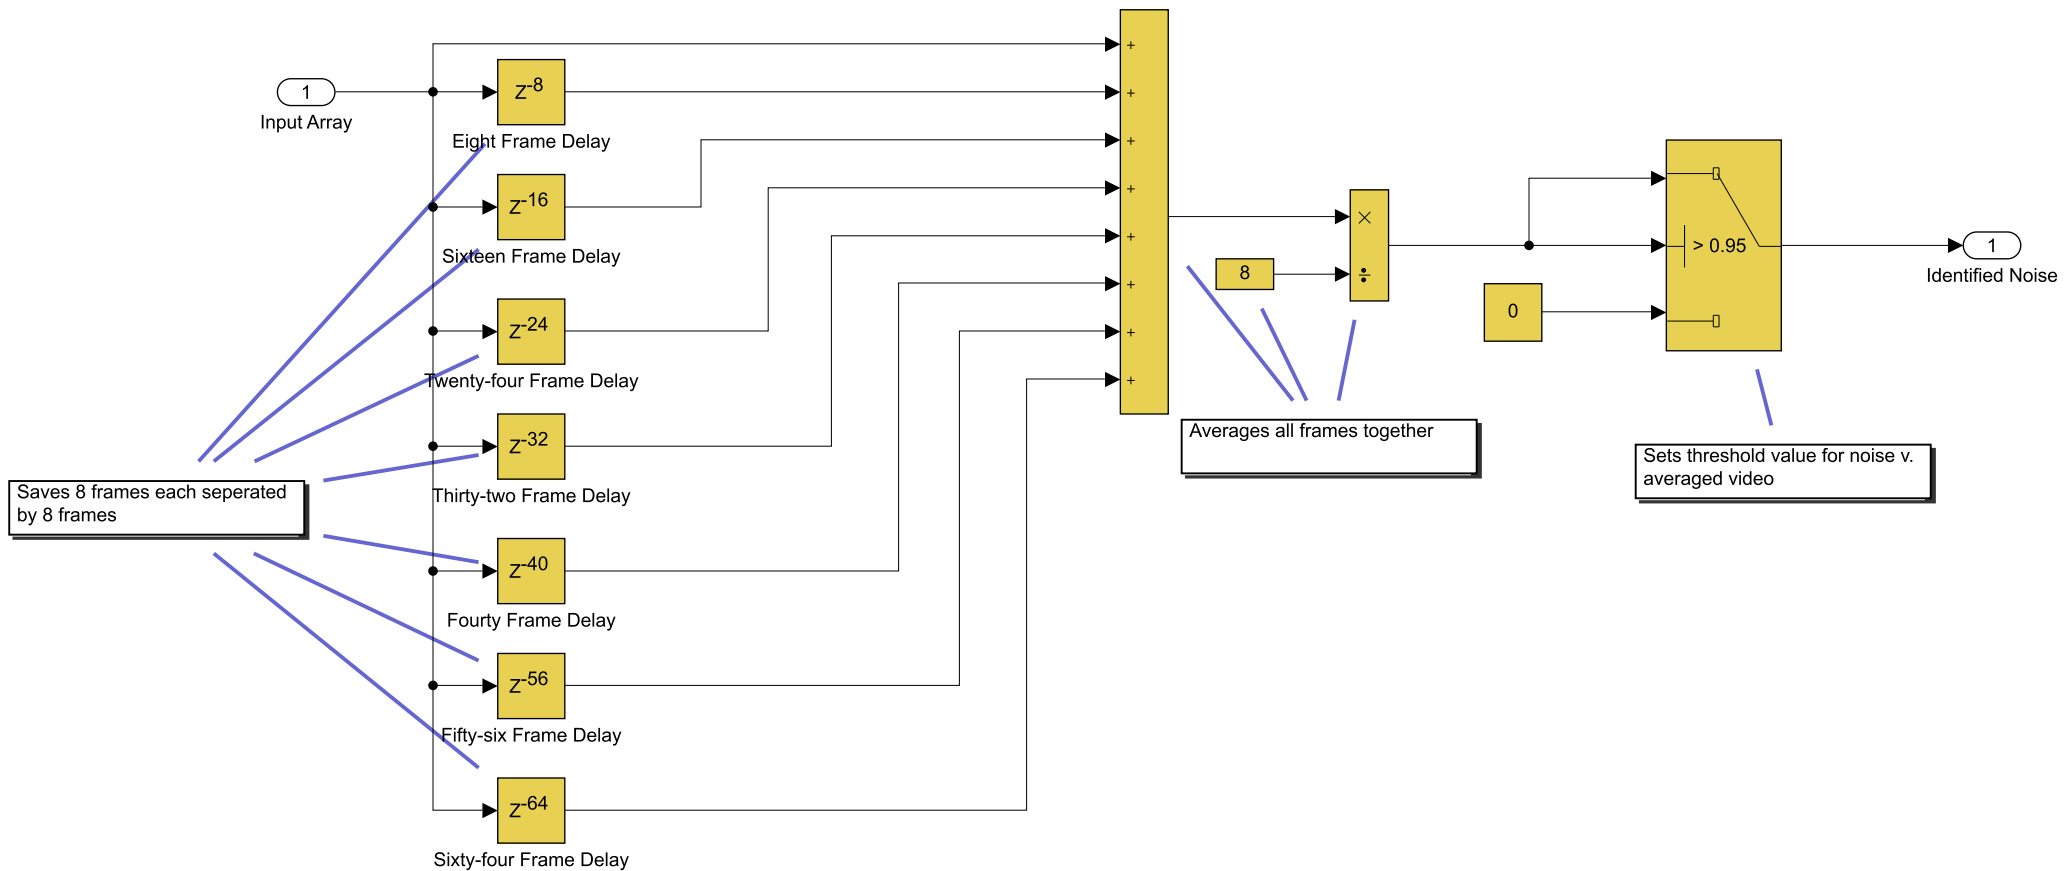 1
Input Array
Z-8
Eight Frame Delay
Z-16
Sixteen Frame Delay
Z-24
Twenty-four Frame Delay
Z-32
Thirty-two Frame Delay
Z-40
Fourty Frame Delay
Z-56
Fifty-six Frame Delay
Z-64
Sixty-four Frame Delay
Saves 8 frames each seperated
by 8 frames
+
+
+
+
+
+
+
+
×
÷
8
Averages all frames together
0
> 0.95
Sets threshold value for noise v.
averaged video
1
Identified Noise